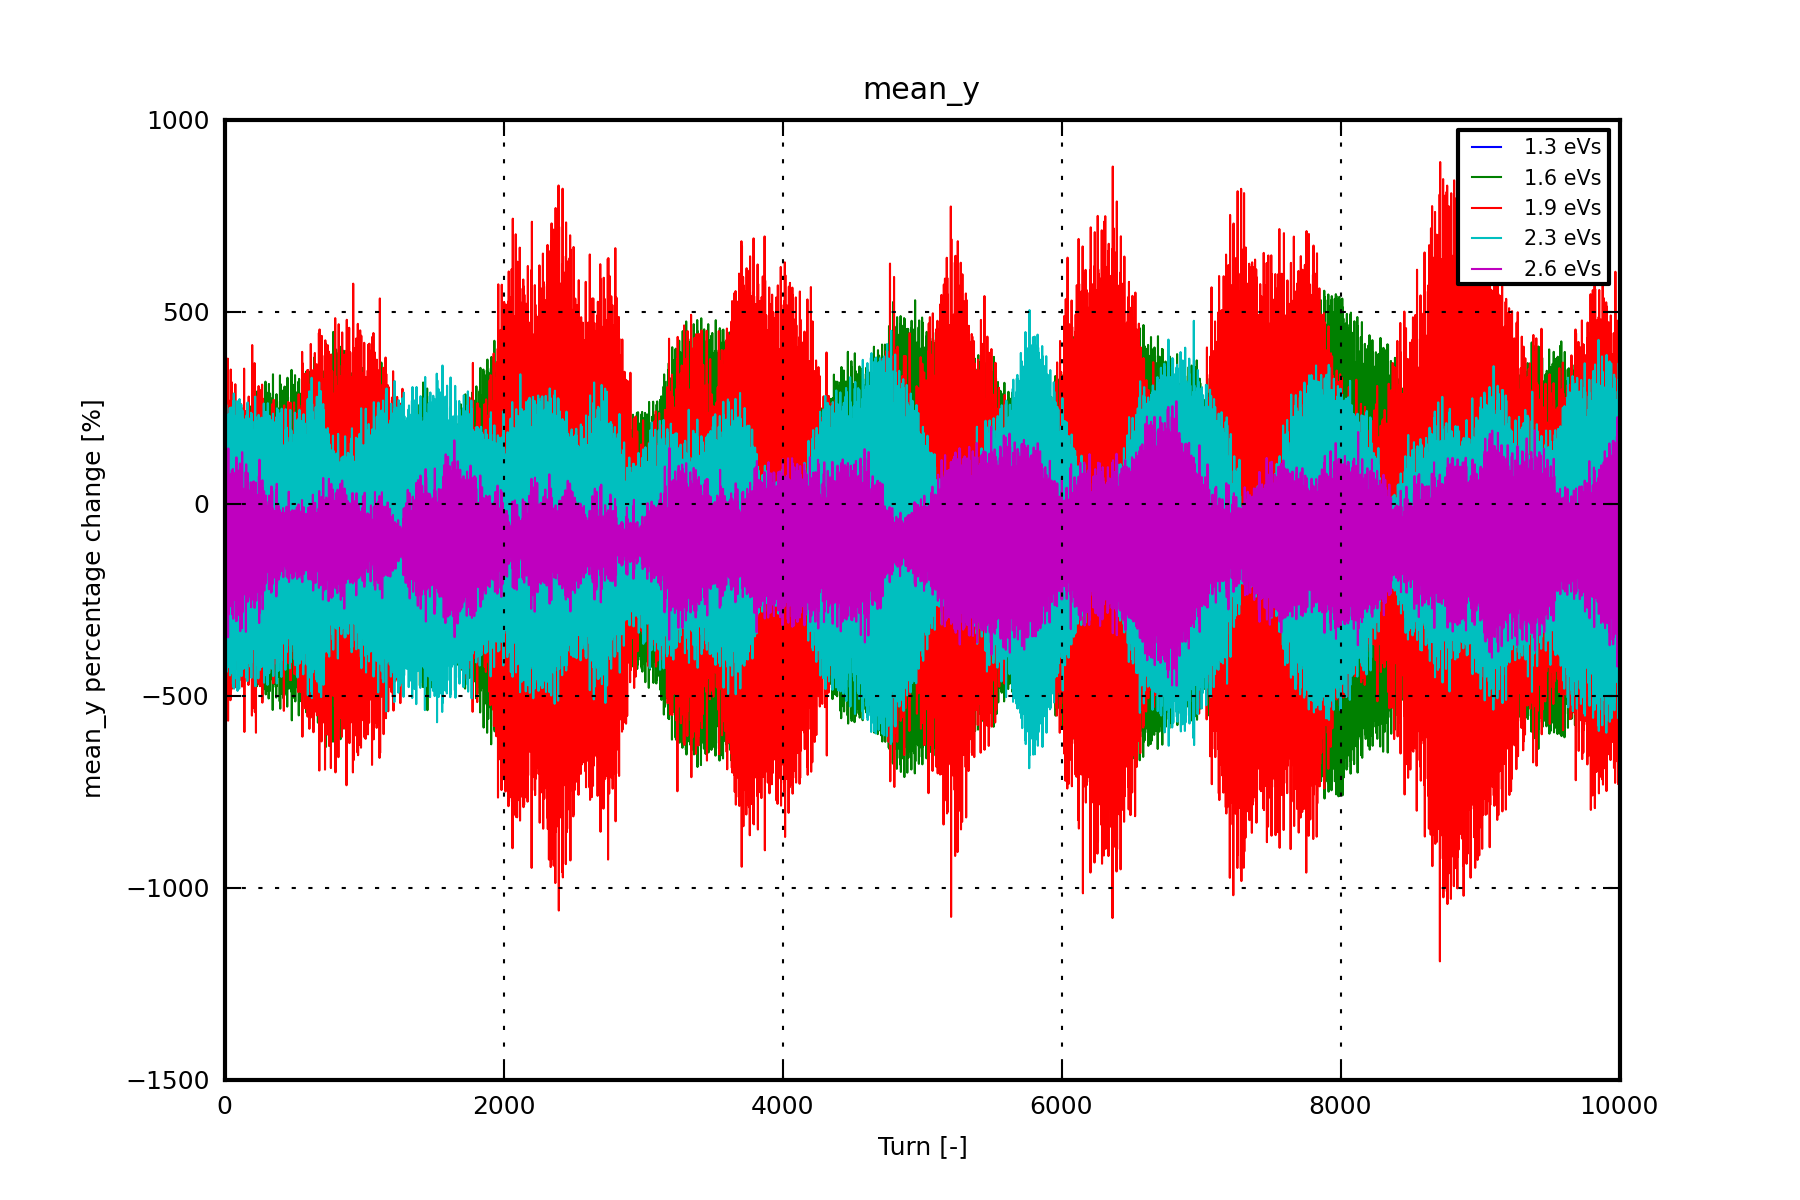 mean_y
1000
500
0
−500
−1000
−1500
mean_y percentage change [%]
1.3 eVs
1.6 eVs
1.9 eVs
2.3 eVs
2.6 eVs
0 2000 4000 6000 8000 10000
Turn [-]